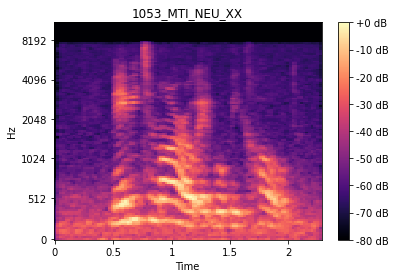 1053_MTI_NEU_XX
8192
4096
2048
1024
512
0
Hz
0
0.5
1
1.5
2
Time
+0 dB
-10 dB
-20 dB
-30 dB
-40 dB
-50 dB
-60 dB
-70 dB
-80 dB